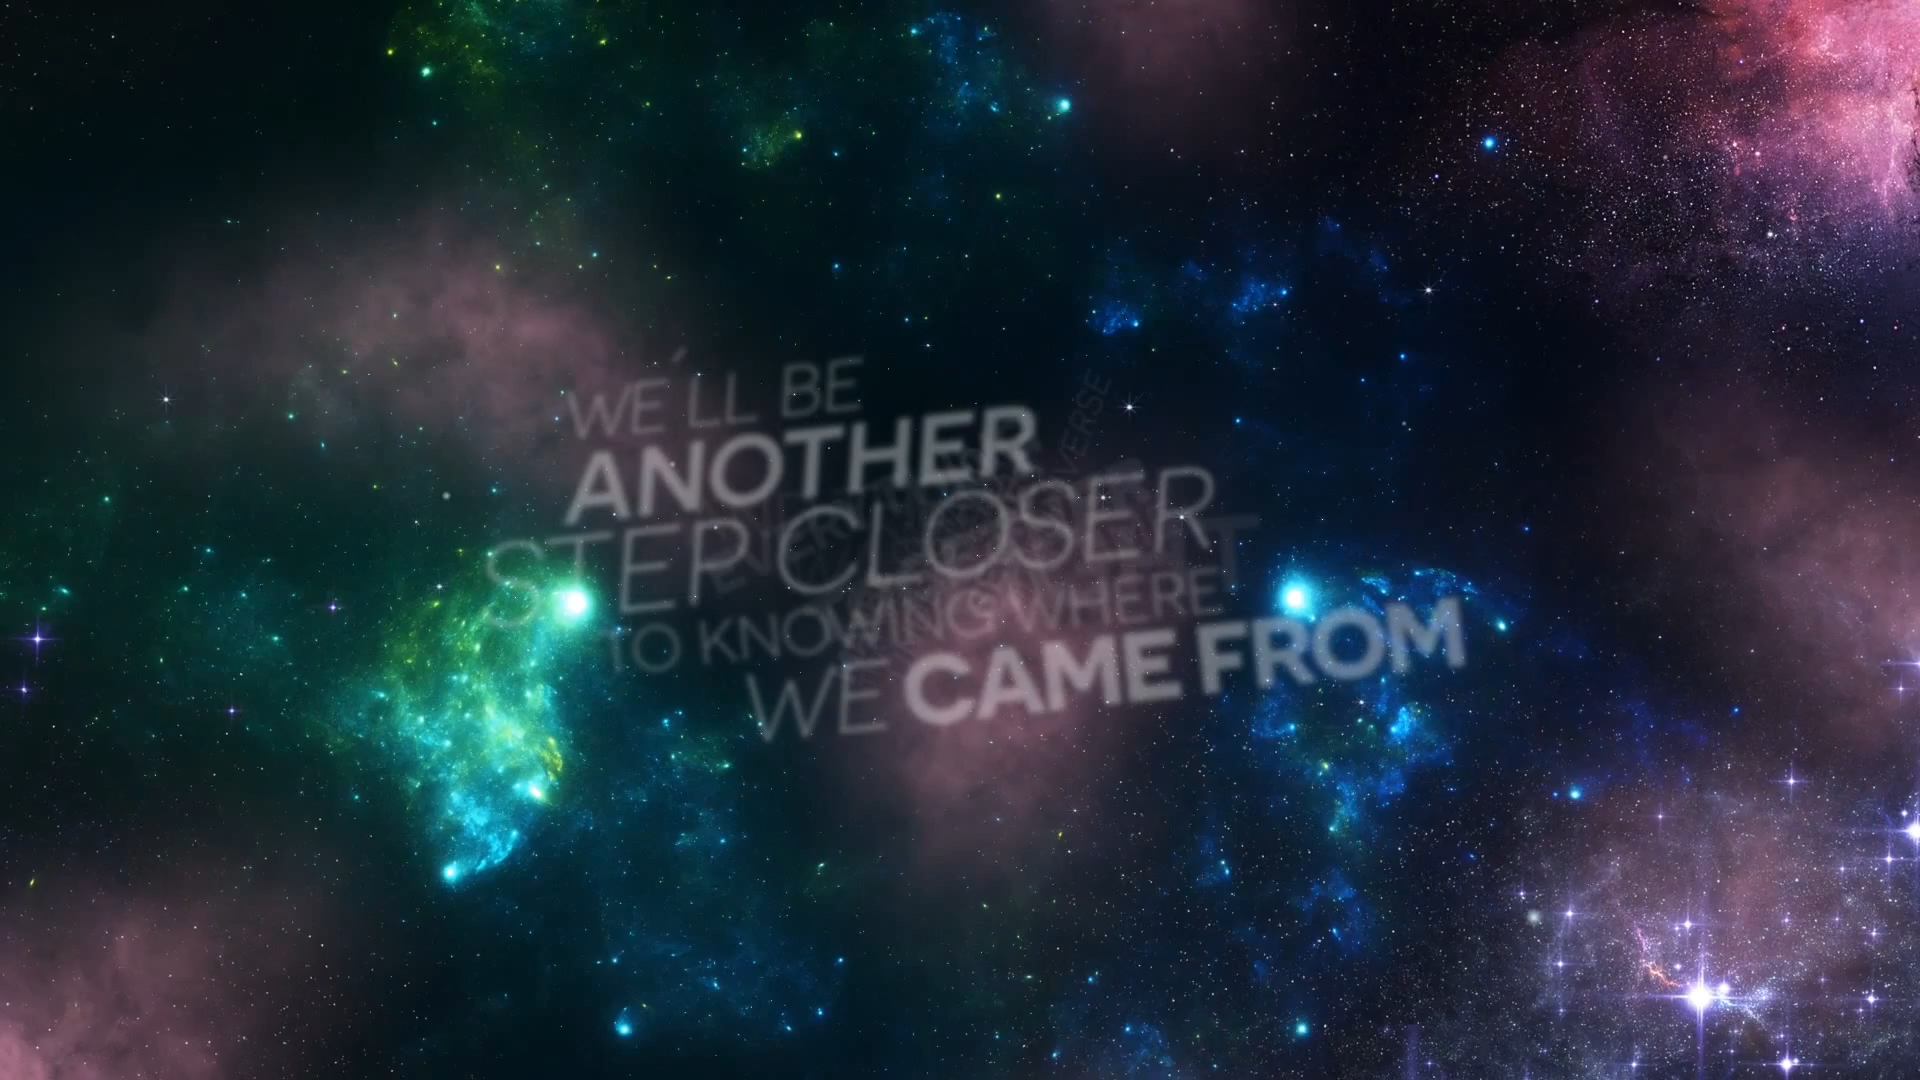 WE´LL BE
ANOTHER
STEP CLOSER
TO KNOWING WHERE
WE CAME FROM